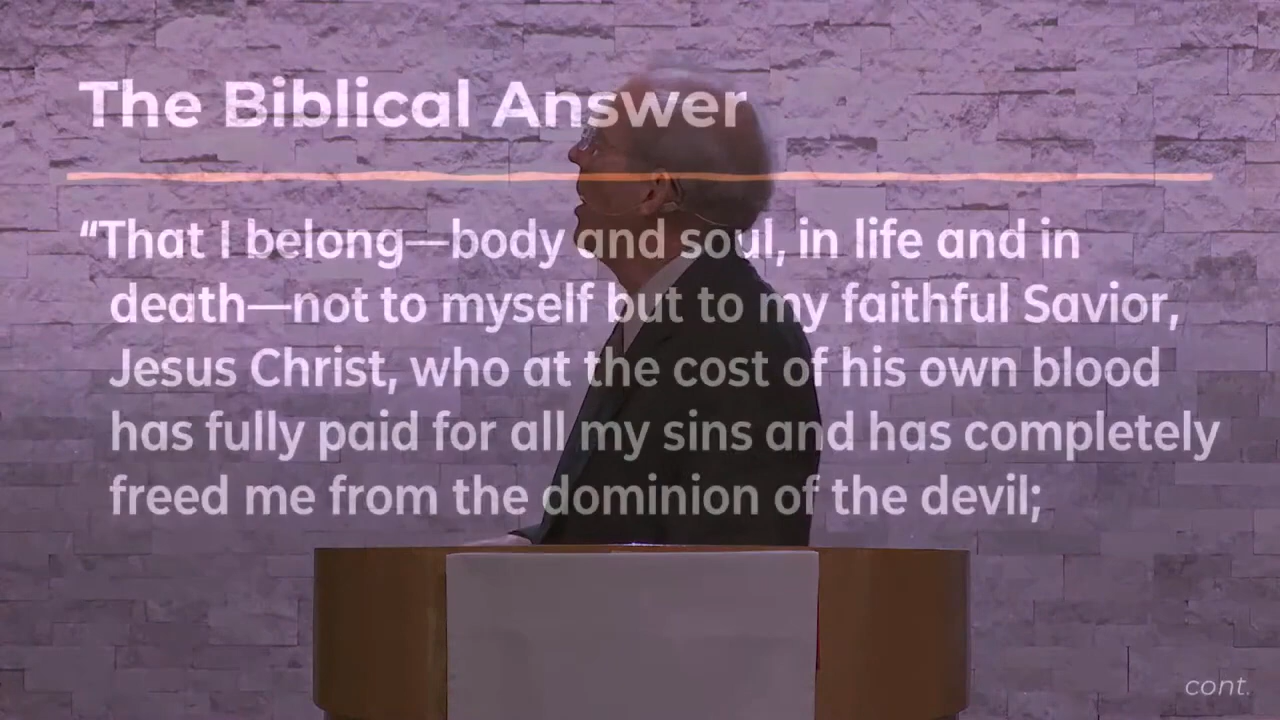 The Biblical Answer
“That I belong—body and soul, in life and in
death—not to myself but to my faithful Savior,
Jesus Christ, who at the cost of his own blood
has fully paid for all my sins and has completely
freed me from the dominion of the devil;
cont.